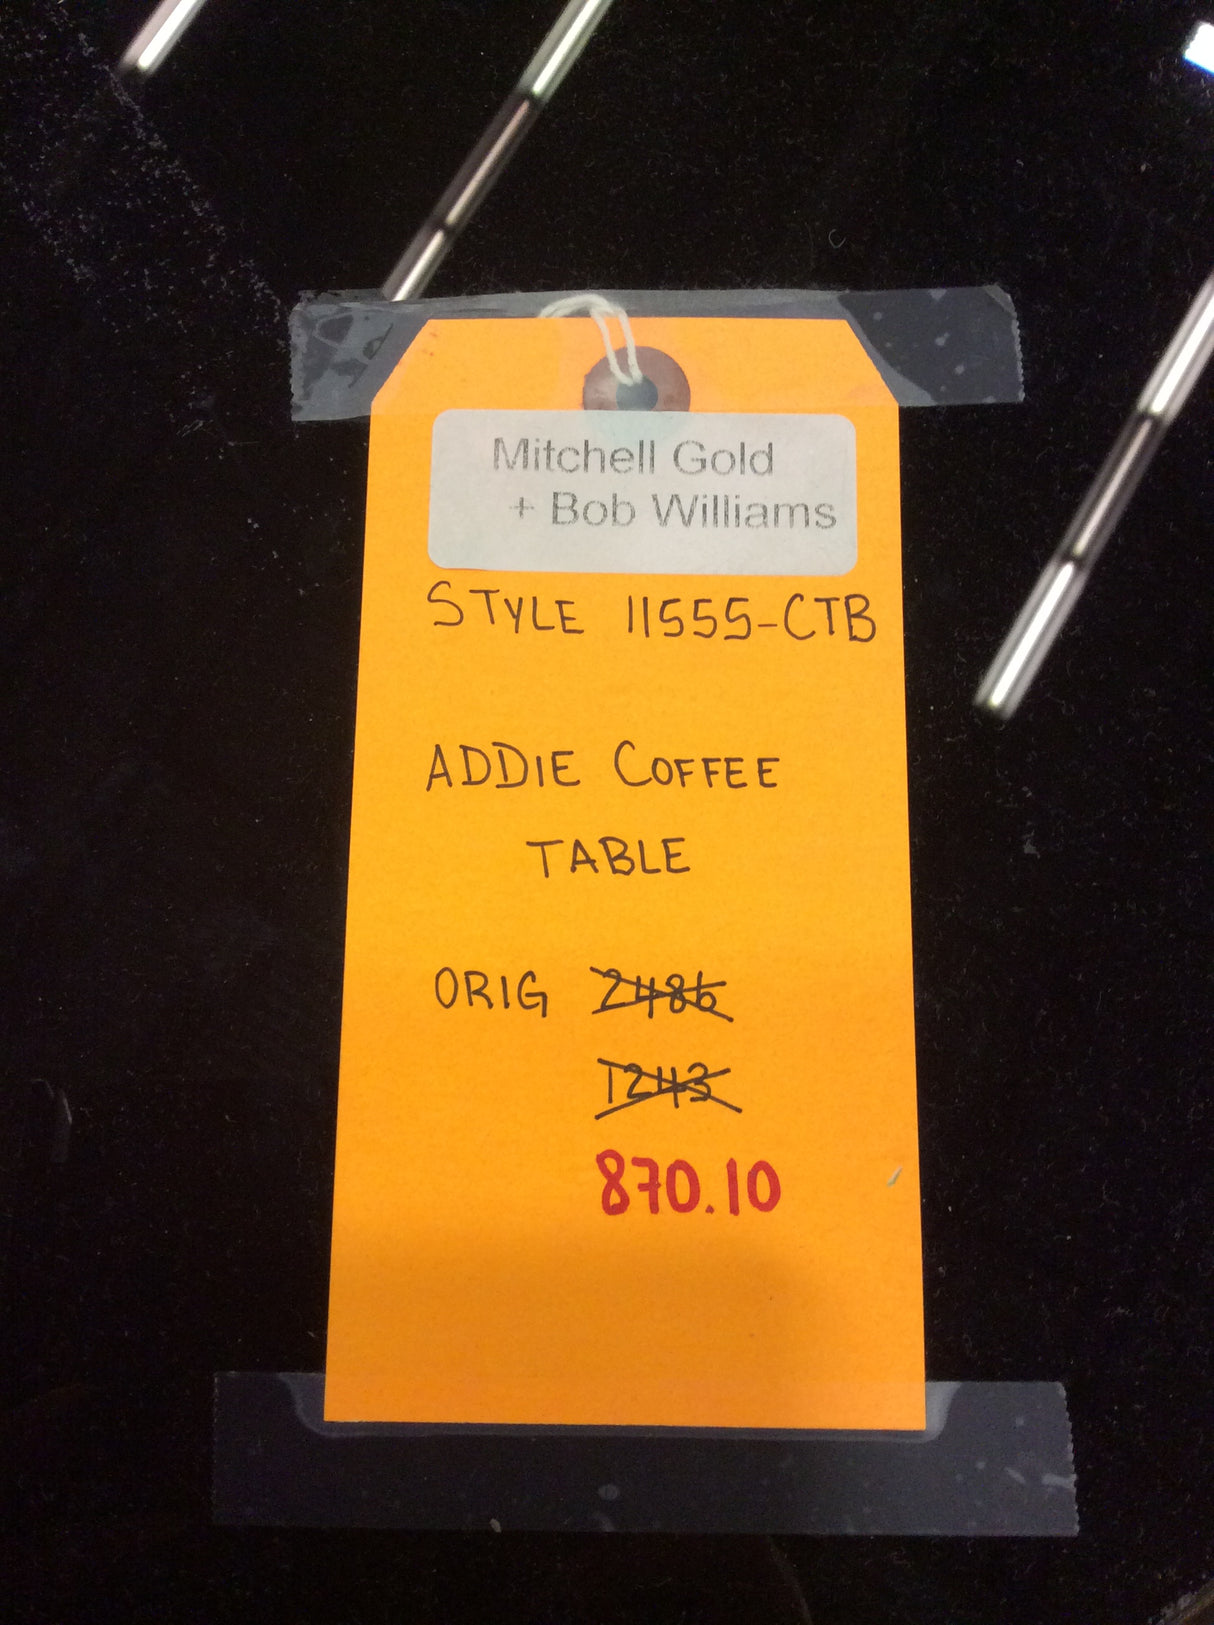 Mitchell Gold
+ Bob Williams
STYLE 11555-CTB
ADDIE COFFEE
TABLE
ORIG 2486
1243
870.10